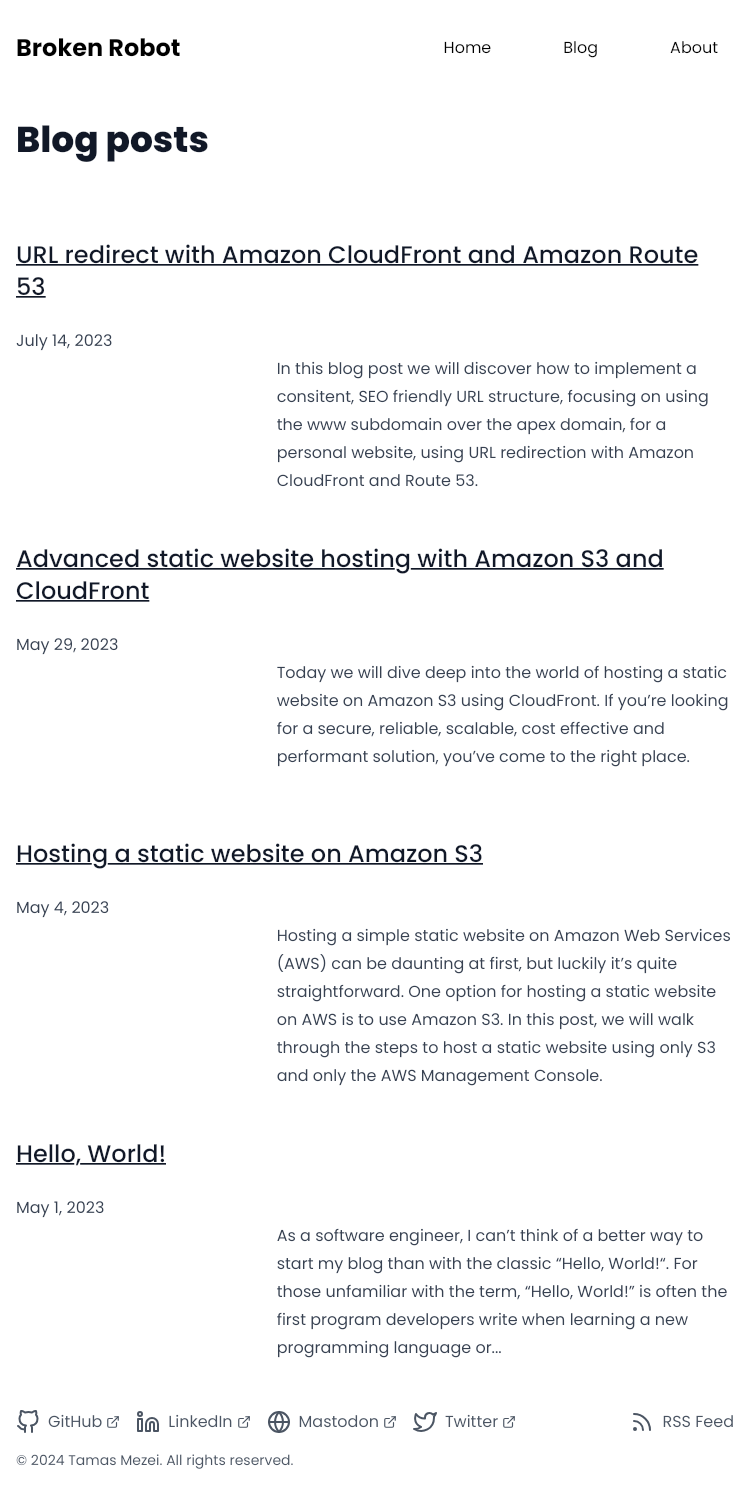 Broken Robot
Home
Blog
About
Blog posts
URL redirect with Amazon CloudFront and Amazon Route
53
July 14, 2023
In this blog post we will discover how to implement a
consitent, SEO friendly URL structure, focusing on using
the www subdomain over the apex domain, for a
personal website, using URL redirection with Amazon
CloudFront and Route 53.
Advanced static website hosting with Amazon S3 and
CloudFront
May 29, 2023
Today we will dive deep into the world of hosting a static
website on Amazon S3 using CloudFront. If you’re looking
for a secure, reliable, scalable, cost effective and
performant solution, you’ve come to the right place.
Hosting a static website on Amazon S3
May 4, 2023
Hosting a simple static website on Amazon Web Services
(AWS) can be daunting at first, but luckily it’s quite
straightforward. One option for hosting a static website
on AWS is to use Amazon S3. In this post, we will walk
through the steps to host a static website using only S3
and only the AWS Management Console.
Hello, World!
May 1, 2023
As a software engineer, I can’t think of a better way to
start my blog than with the classic “Hello, World!“. For
those unfamiliar with the term, “Hello, World!” is often the
first program developers write when learning a new
programming language or...
GitHub
LinkedIn
Mastodon
Twitter
RSS Feed
© 2024 Tamas Mezei. All rights reserved.